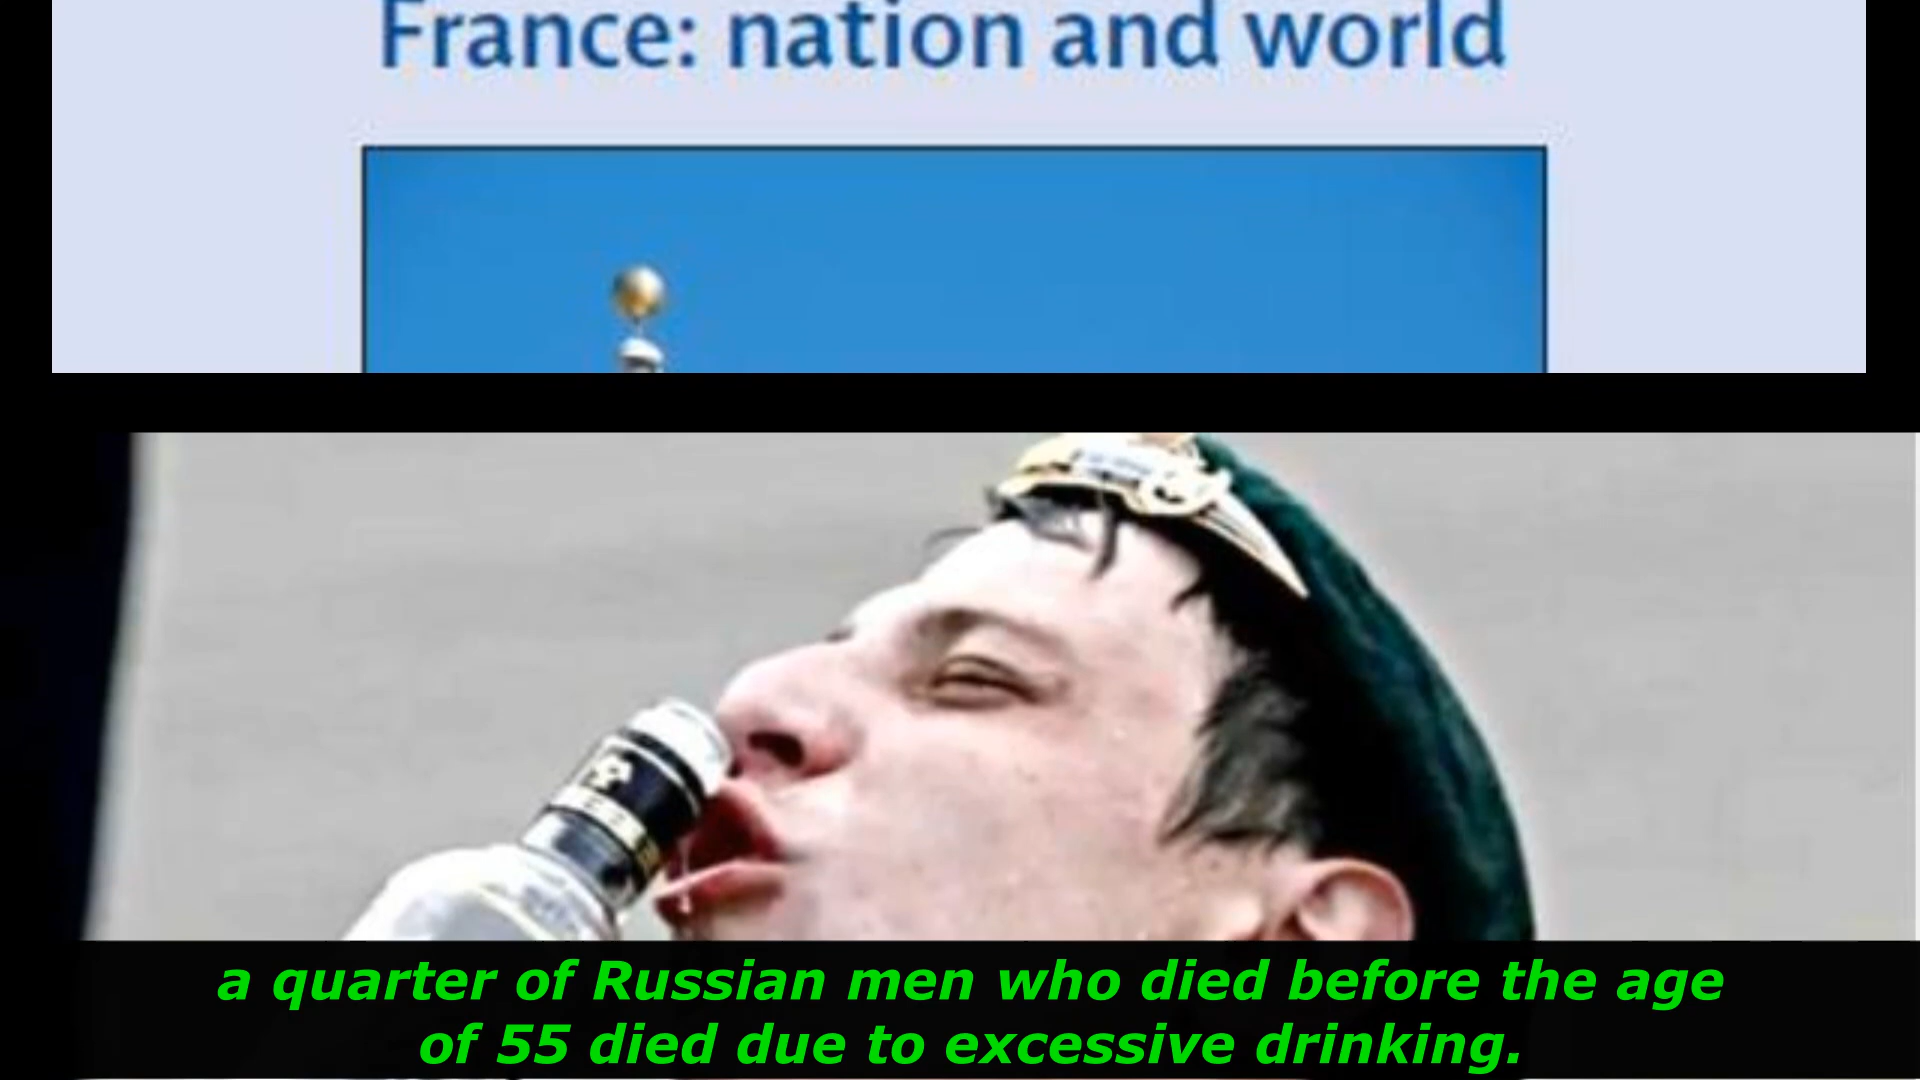 France: nation and world
a quarter of Russian men who died before the age
of 55 died due to excessive drinking.